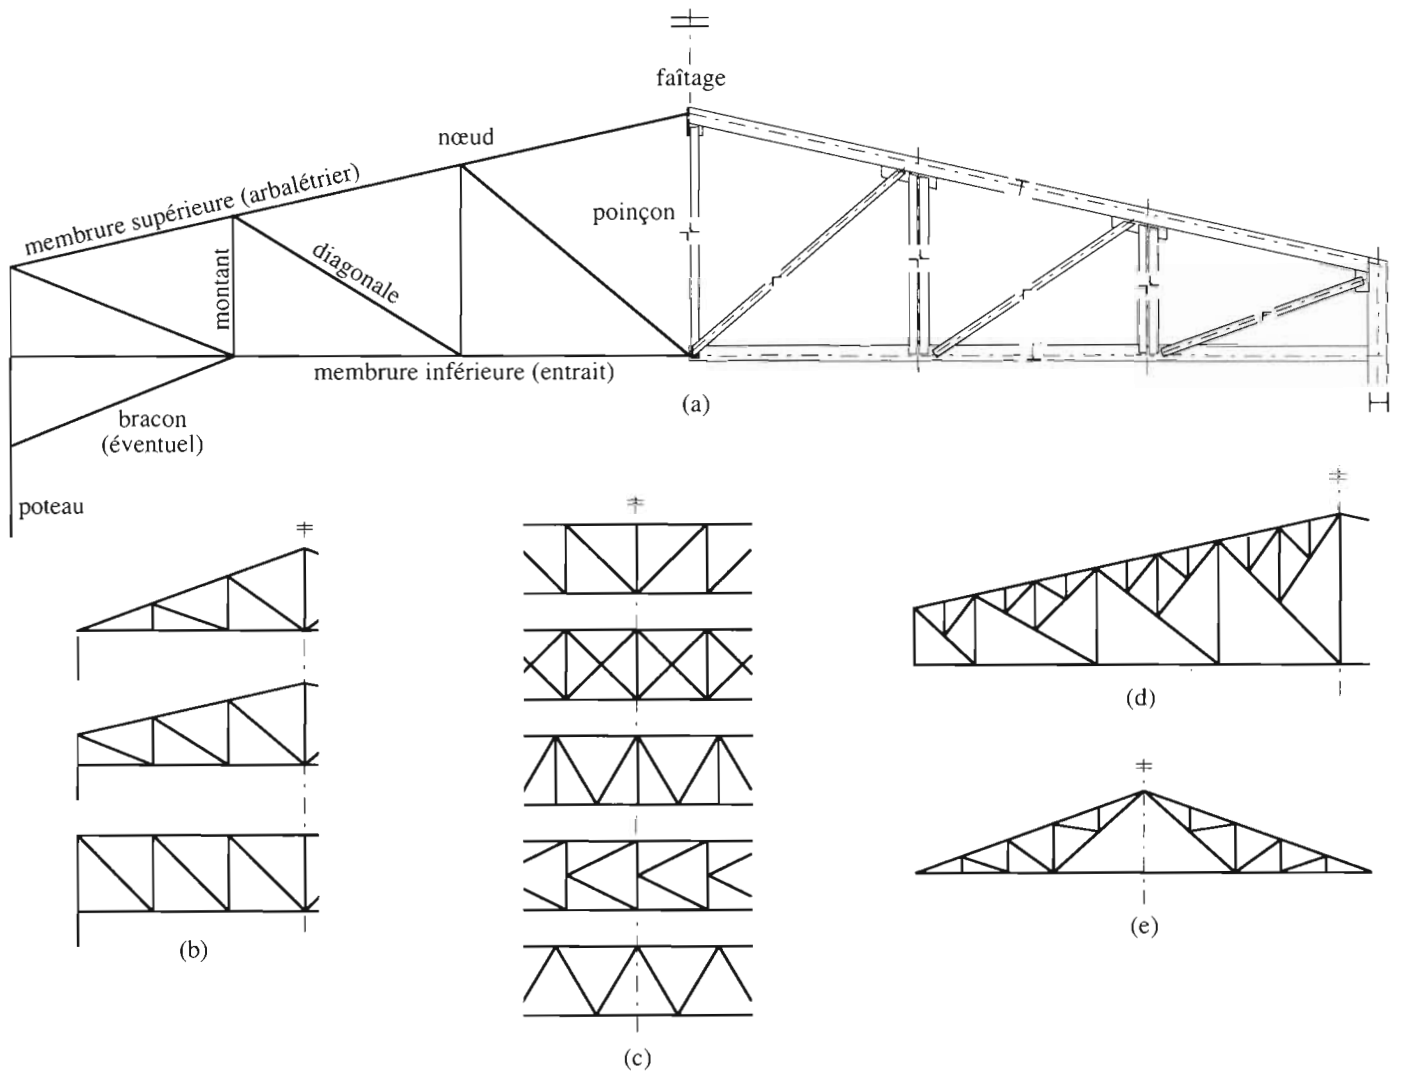 faîtage
nœud
membrure supérieure (arbalétrier)
poinçon
montant
diagonale
membrure inférieure (entrait)
(a)
bracon
(éventuel)
poteau
(b)
(c)
(d)
(e)